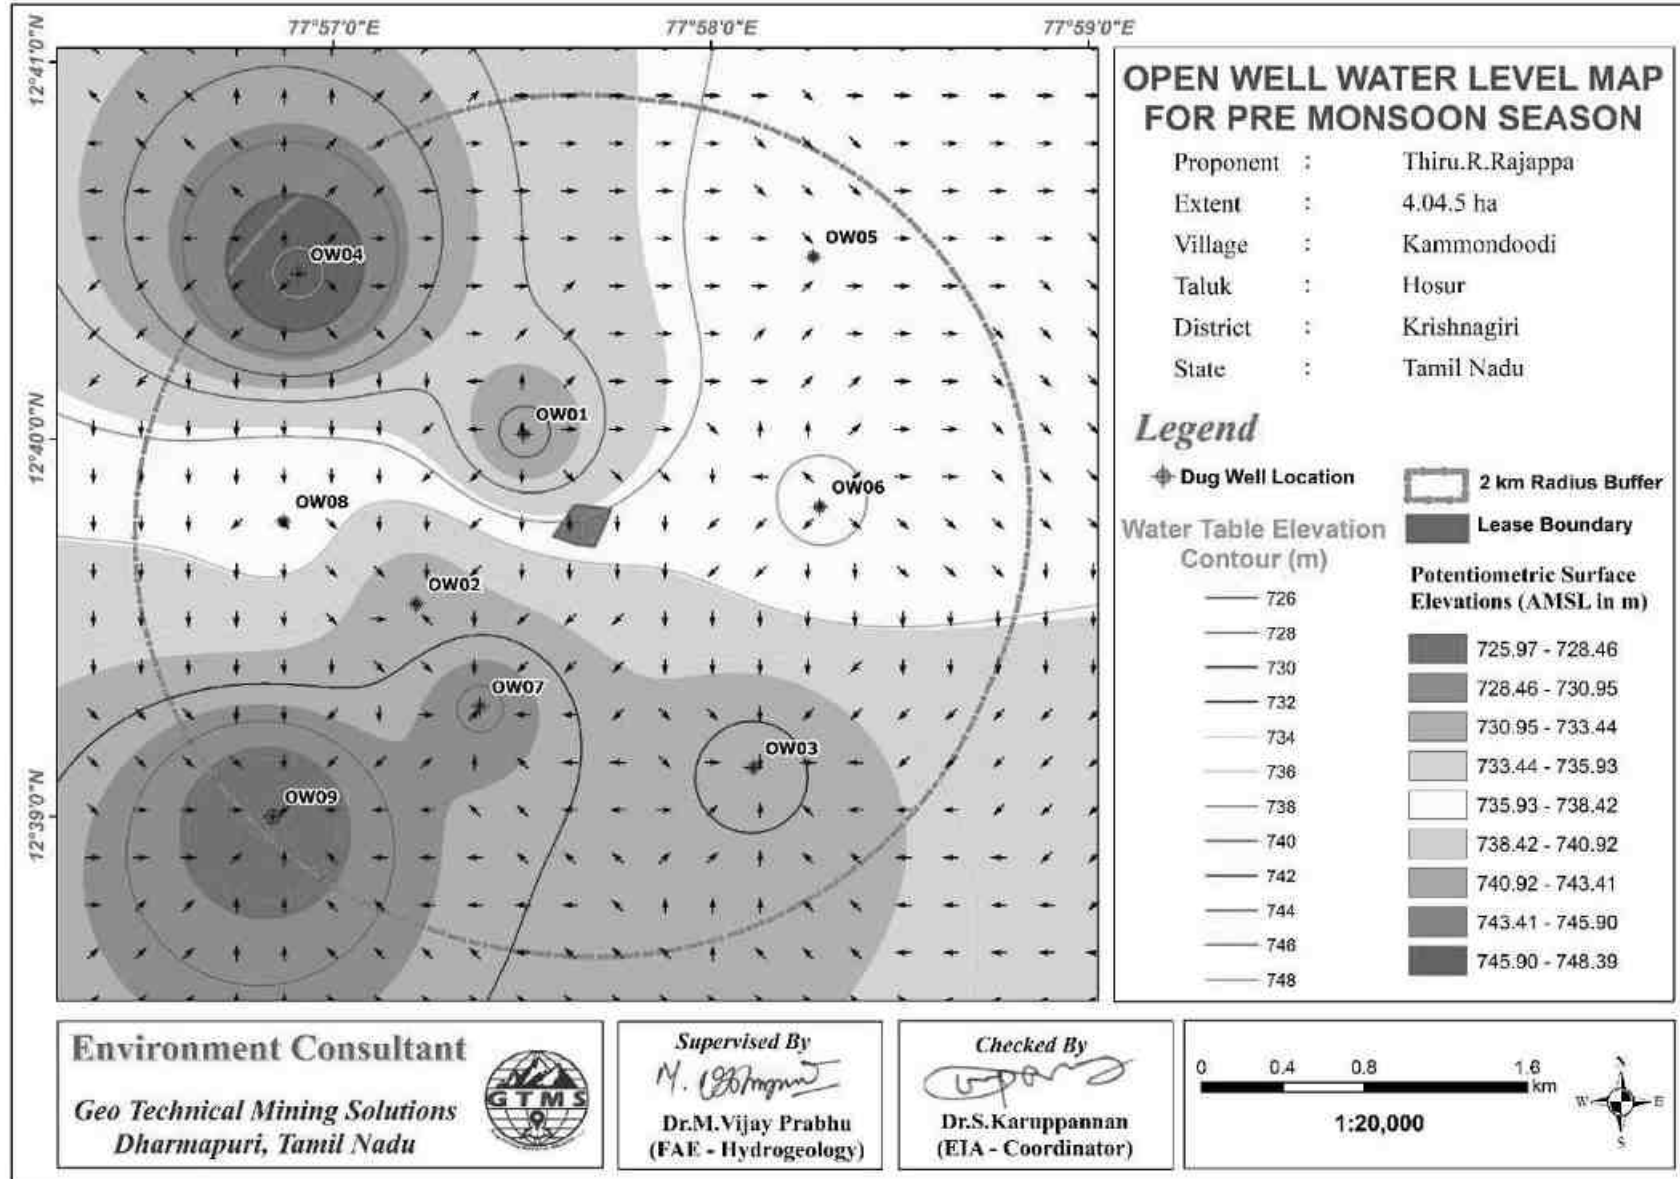 77°57'0"E
77°58'0"E
77°59'0"E
12°41'0"N
12°40'0"N
12°39'0"N
OW04
OW05
OW01
OW06
OW08
OW02
OW07
OW03
OW09
OPEN WELL WATER LEVEL MAP
FOR PRE MONSOON SEASON
Proponent : Thiru.R.Rajappa
Extent : 4.04.5 ha
Village : Kammondoodi
Taluk : Hosur
District : Krishnagiri
State : Tamil Nadu
Legend
Dug Well Location
2 km Radius Buffer
Lease Boundary
Water Table Elevation
Contour (m)
726
728
730
732
734
736
738
740
742
744
746
748
Potentiometric Surface
Elevations (AMSL in m)
725.97 - 728.46
728.46 - 730.95
730.95 - 733.44
733.44 - 735.93
735.93 - 738.42
738.42 - 740.92
740.92 - 743.41
743.41 - 745.90
745.90 - 748.39
Environment Consultant
Geo Technical Mining Solutions
Dharmapuri, Tamil Nadu
GTMS
Supervised By
Dr.M.Vijay Prabhu
(FAE - Hydrogeology)
Checked By
Dr.S.Karuppannan
(EIA - Coordinator)
0 0.4 0.8 1.6
km
1:20,000
N
W E
S